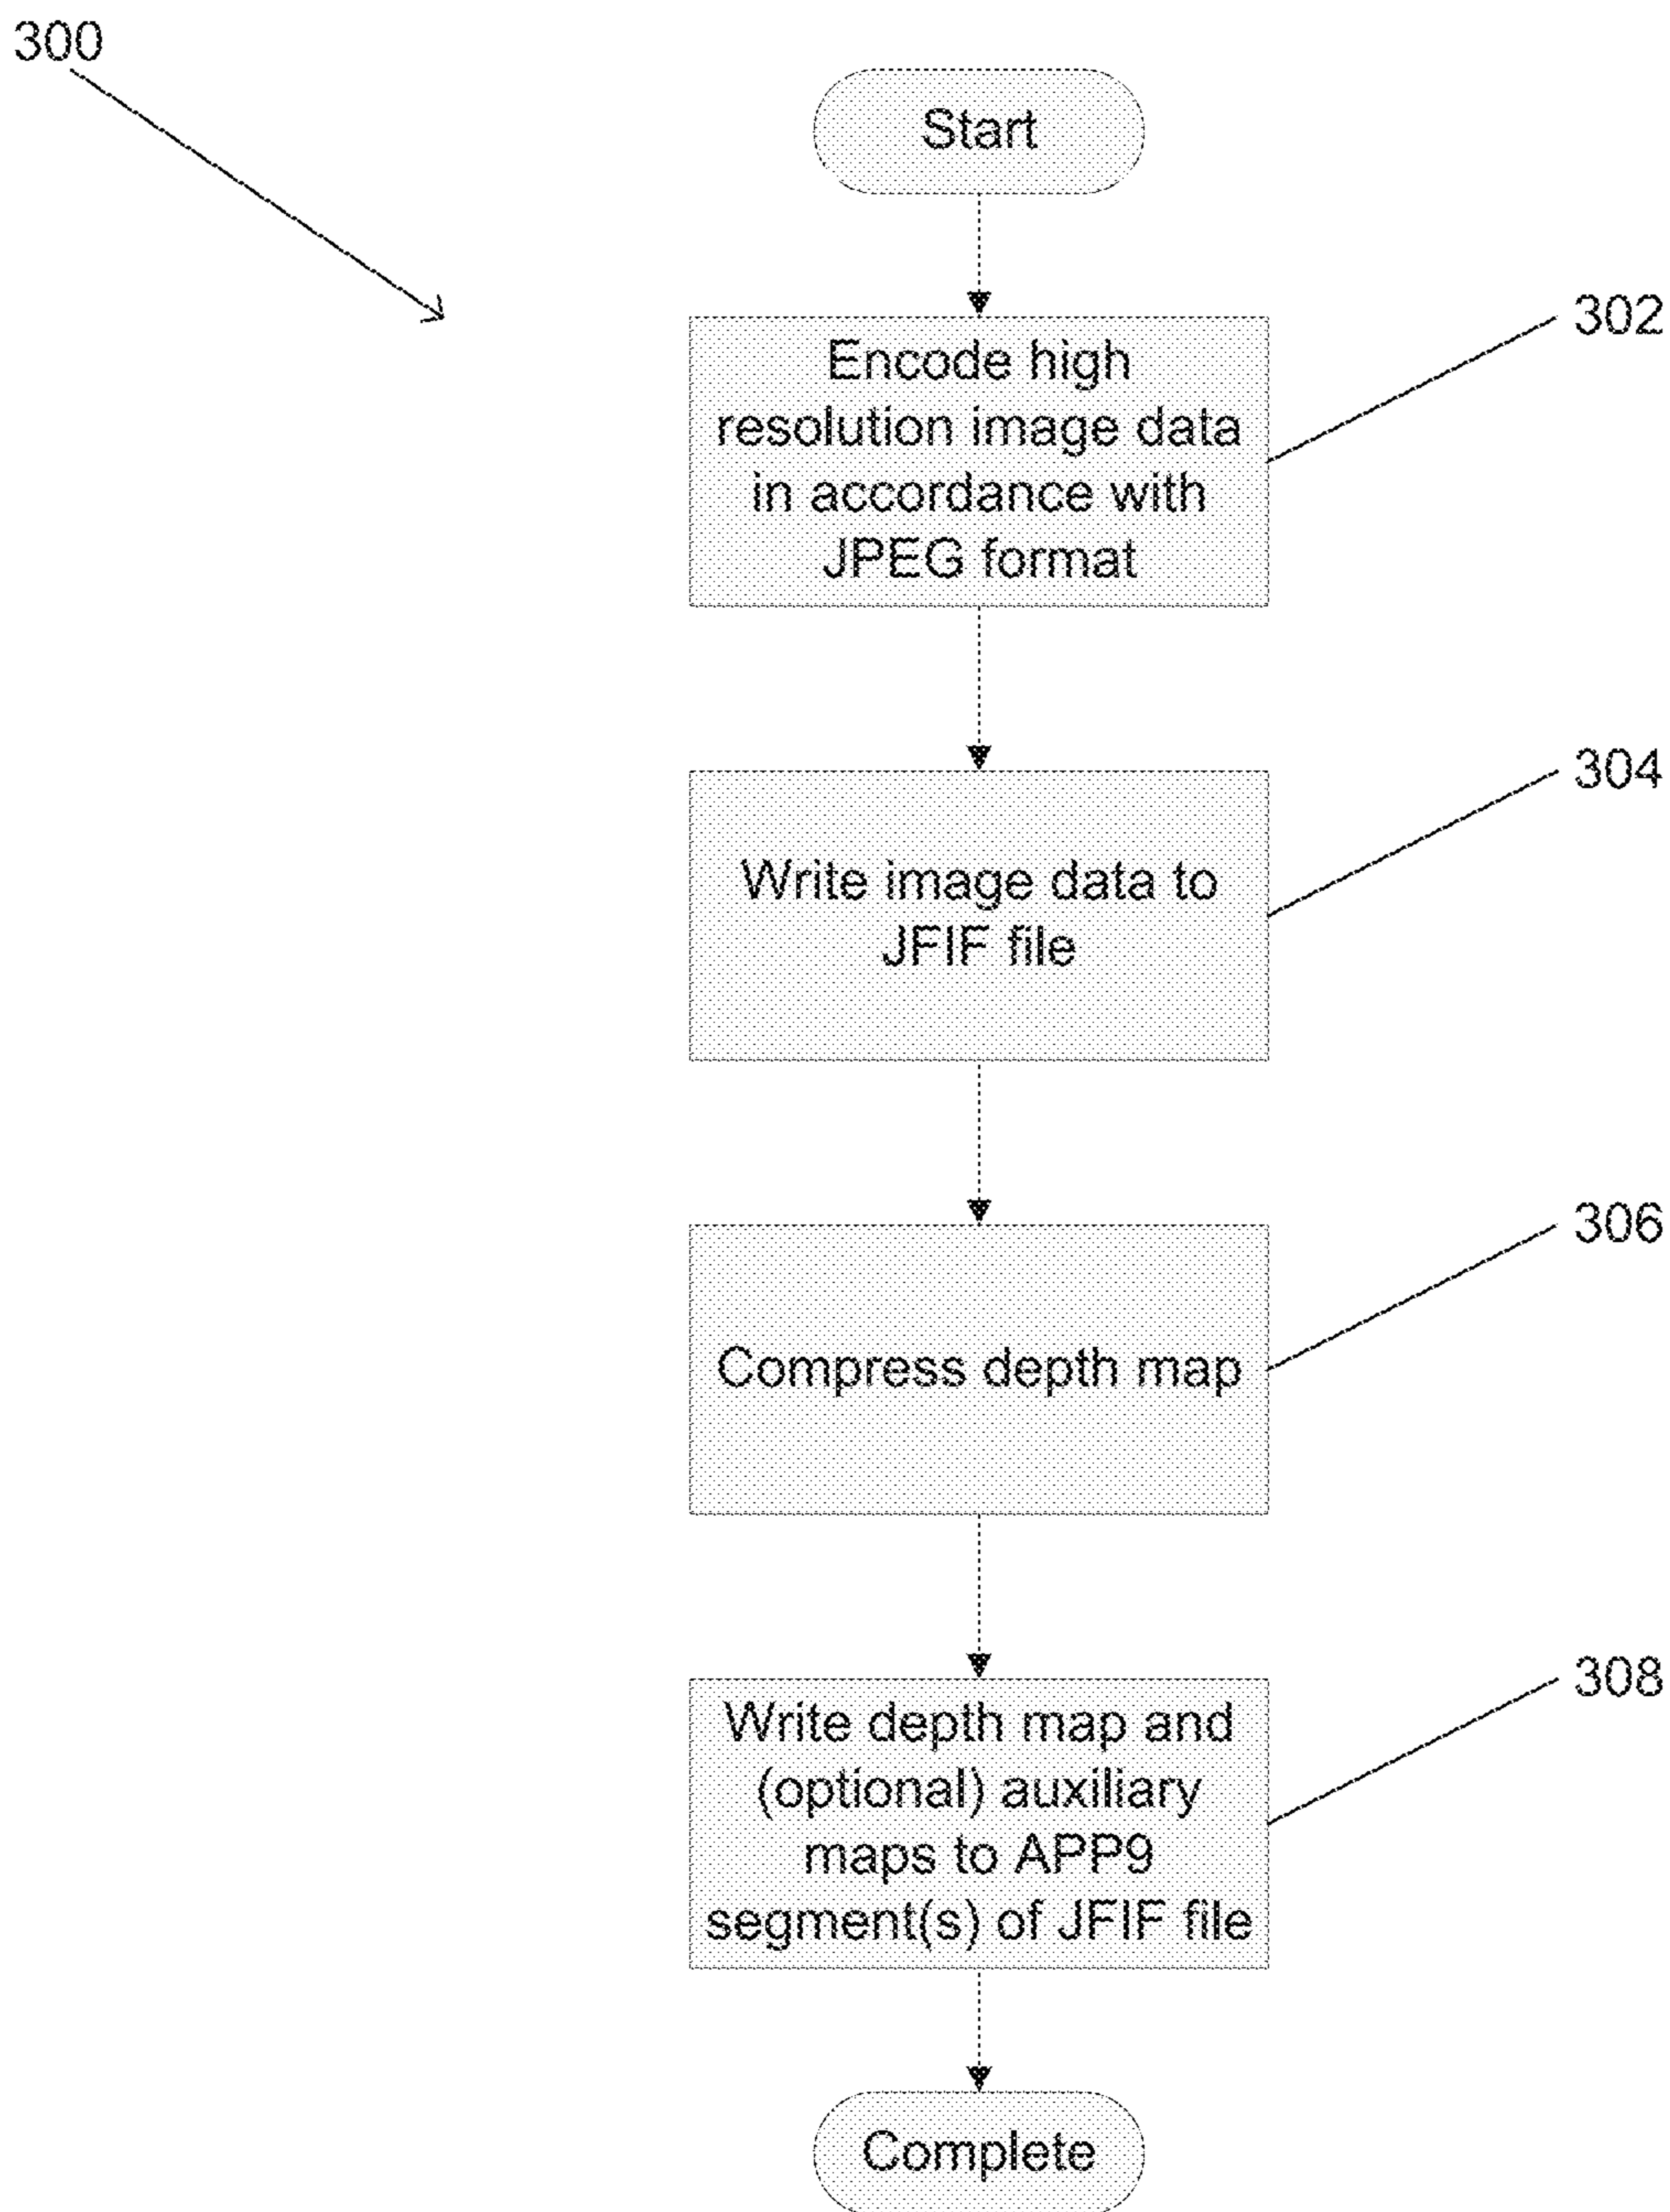 300
Start
302
Encode high
resolution image data
in accordance with
JPEG format
304
Write image data to
JFIF file
306
Compress depth map
308
Write depth map and
(optional) auxiliary
maps to APP9
segment(s) of JFIF file
Complete